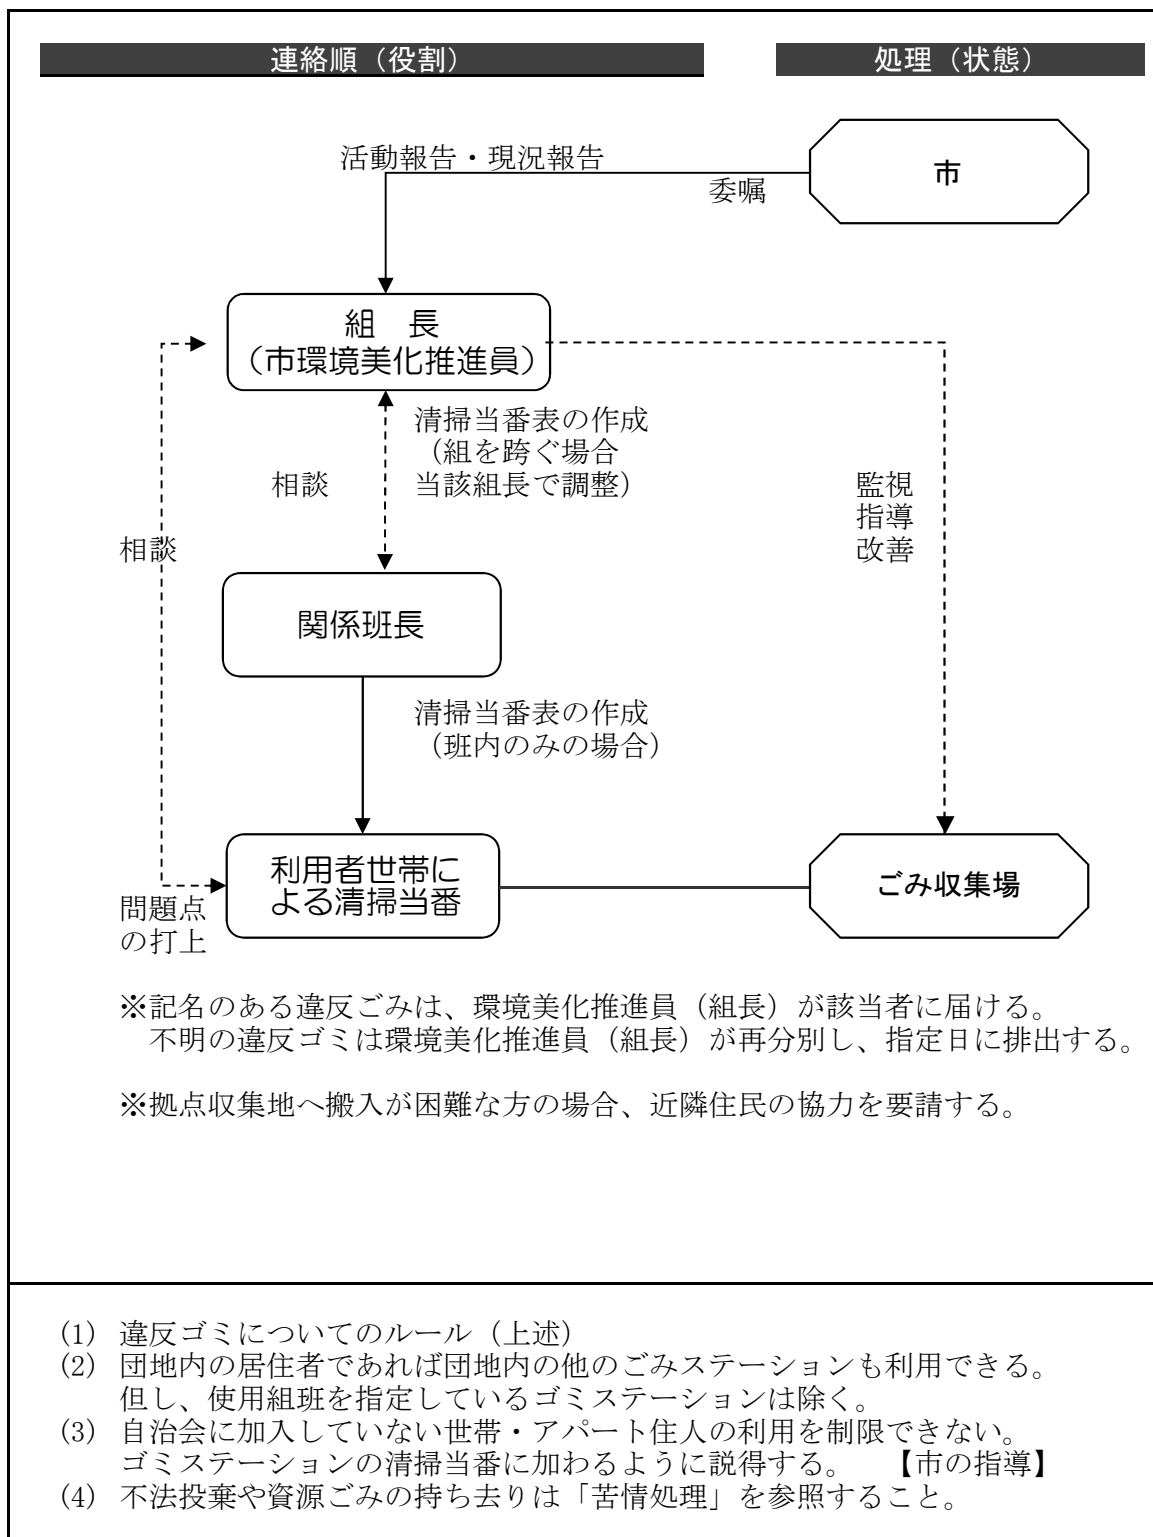 連絡順（役割）
処理（状態）
活動報告・現況報告
委嘱
市
組　長
（市環境美化推進員）
清掃当番表の作成
（組を跨ぐ場合
当該組長で調整）
相談
監視
指導
改善
相談
関係班長
清掃当番表の作成
（班内のみの場合）
利用者世帯に
よる清掃当番
ごみ収集場
問題点
の打上
※記名のある違反ごみは、環境美化推進員（組長）が該当者に届ける。
不明の違反ゴミは環境美化推進員（組長）が再分別し、指定日に排出する。
※拠点収集地へ搬入が困難な方の場合、近隣住民の協力を要請する。
(1) 違反ゴミについてのルール（上述）
(2) 団地内の居住者であれば団地内の他のごみステーションも利用できる。
但し、使用組班を指定しているゴミステーションは除く。
(3) 自治会に加入していない世帯・アパート住人の利用を制限できない。
ゴミステーションの清掃当番に加わるように説得する。　【市の指導】
(4) 不法投棄や資源ごみの持ち去りは「苦情処理」を参照すること。